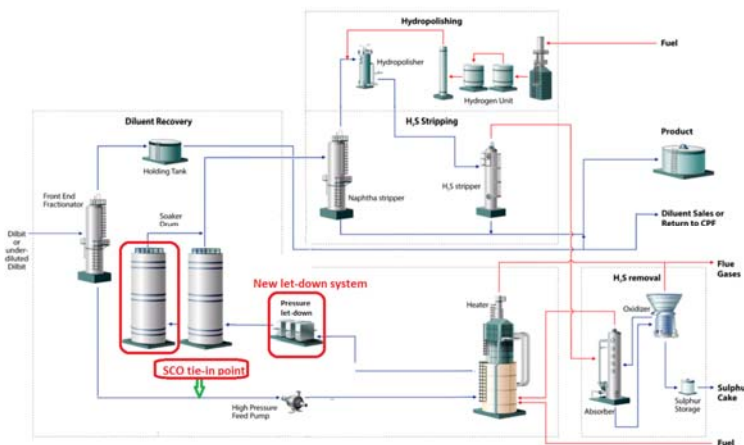 Hydropolishing
Hydropolisher
Hydrogen Unit
Fuel
Diluent Recovery
Holding Tank
Front End
Fractionator
Soaker
Drum
Dilbit
or
under-
diluted
Dilbit
H₂S Stripping
Naphtha stripper
H₂S stripper
Product
Diluent Sales or
Return to CPF
New let-down system
Pressure
let-down
SCO tie-in point
High Pressure
Feed Pump
Heater
Flue
Gases
H₂S removal
Oxidizer
Absorber
Sulphur
Storage
Sulphur
Cake
Fuel